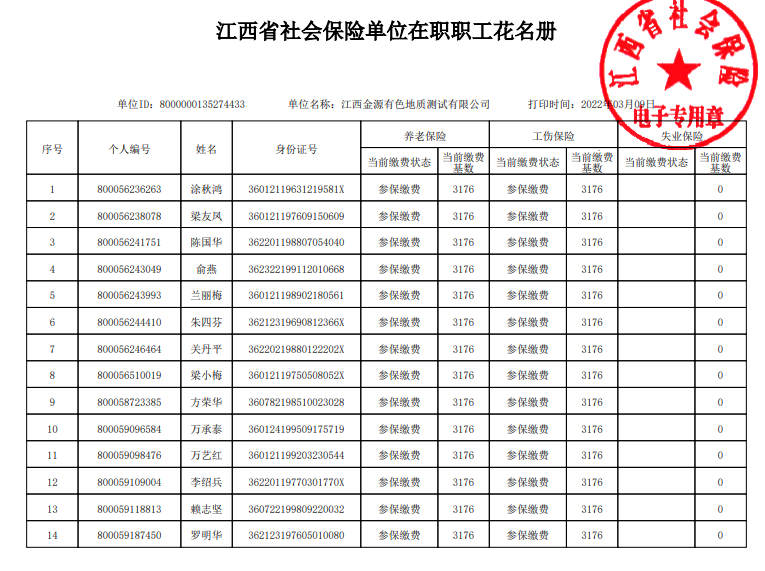 江西省社会保险单位在职职工花名册
江西省社会保险
电子专用章
单位ID: 8000000135274433 单位名称: 江西金源有色地质测试有限公司 打印时间: 2022年03月09日
序号 个人编号 姓名 身份证号 养老保险 工伤保险 失业保险
当前缴费状态 当前缴费基数 当前缴费状态 当前缴费基数 当前缴费状态 当前缴费基数
1 800056236263 涂秋鸿 36012119631219581X 参保缴费 3176 参保缴费 3176 0
2 800056238078 梁友凤 360121197609150609 参保缴费 3176 参保缴费 3176 0
3 800056241751 陈国华 362201198807054040 参保缴费 3176 参保缴费 3176 0
4 800056243049 俞燕 362322199112010668 参保缴费 3176 参保缴费 3176 0
5 800056243993 兰丽梅 360121198902180561 参保缴费 3176 参保缴费 3176 0
6 800056244410 朱四芬 36212319690812366X 参保缴费 3176 参保缴费 3176 0
7 800056246464 关丹平 36220219880122202X 参保缴费 3176 参保缴费 3176 0
8 800056510019 梁小梅 36012119750508052X 参保缴费 3176 参保缴费 3176 0
9 800058723385 方荣华 360782198510023028 参保缴费 3176 参保缴费 3176 0
10 800059096584 万承泰 360124199509175719 参保缴费 3176 参保缴费 3176 0
11 800059098476 万艺红 360121199203230544 参保缴费 3176 参保缴费 3176 0
12 800059109004 李绍兵 36220119770301770X 参保缴费 3176 参保缴费 3176 0
13 800059118813 赖志坚 360722199809220032 参保缴费 3176 参保缴费 3176 0
14 800059187450 罗明华 362123197605010080 参保缴费 3176 参保缴费 3176 0